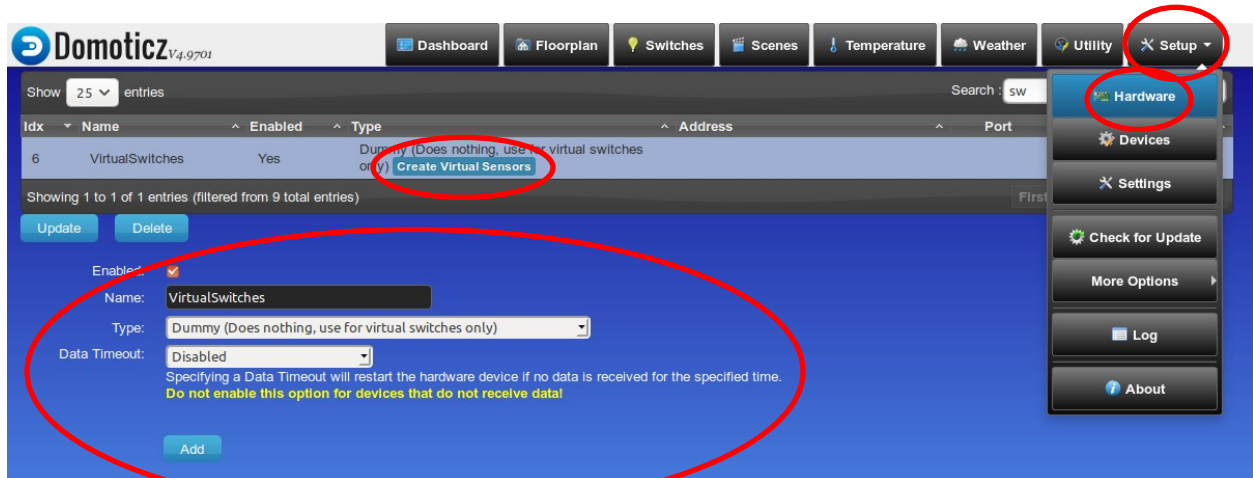 Domoticz V4.9701 Dashboard Floorplan Switches Scenes Temperature Weather Utility Setup
Show 25 entries Search : sw
Hardware
Idx Name Enabled Type Address Port
Devices
6 VirtualSwitches Yes Dummy (Does nothing, use for virtual switches
only) Create Virtual Sensors
Settings
Showing 1 to 1 of 1 entries (filtered from 9 total entries) First
Update Delete
Check for Update
Enabled:
More Options
Name: VirtualSwitches
Type: Dummy (Does nothing, use for virtual switches only)
Log
Data Timeout: Disabled
Specifying a Data Timeout will restart the hardware device if no data is received for the specified time.
Do not enable this option for devices that do not receive data!
About
Add